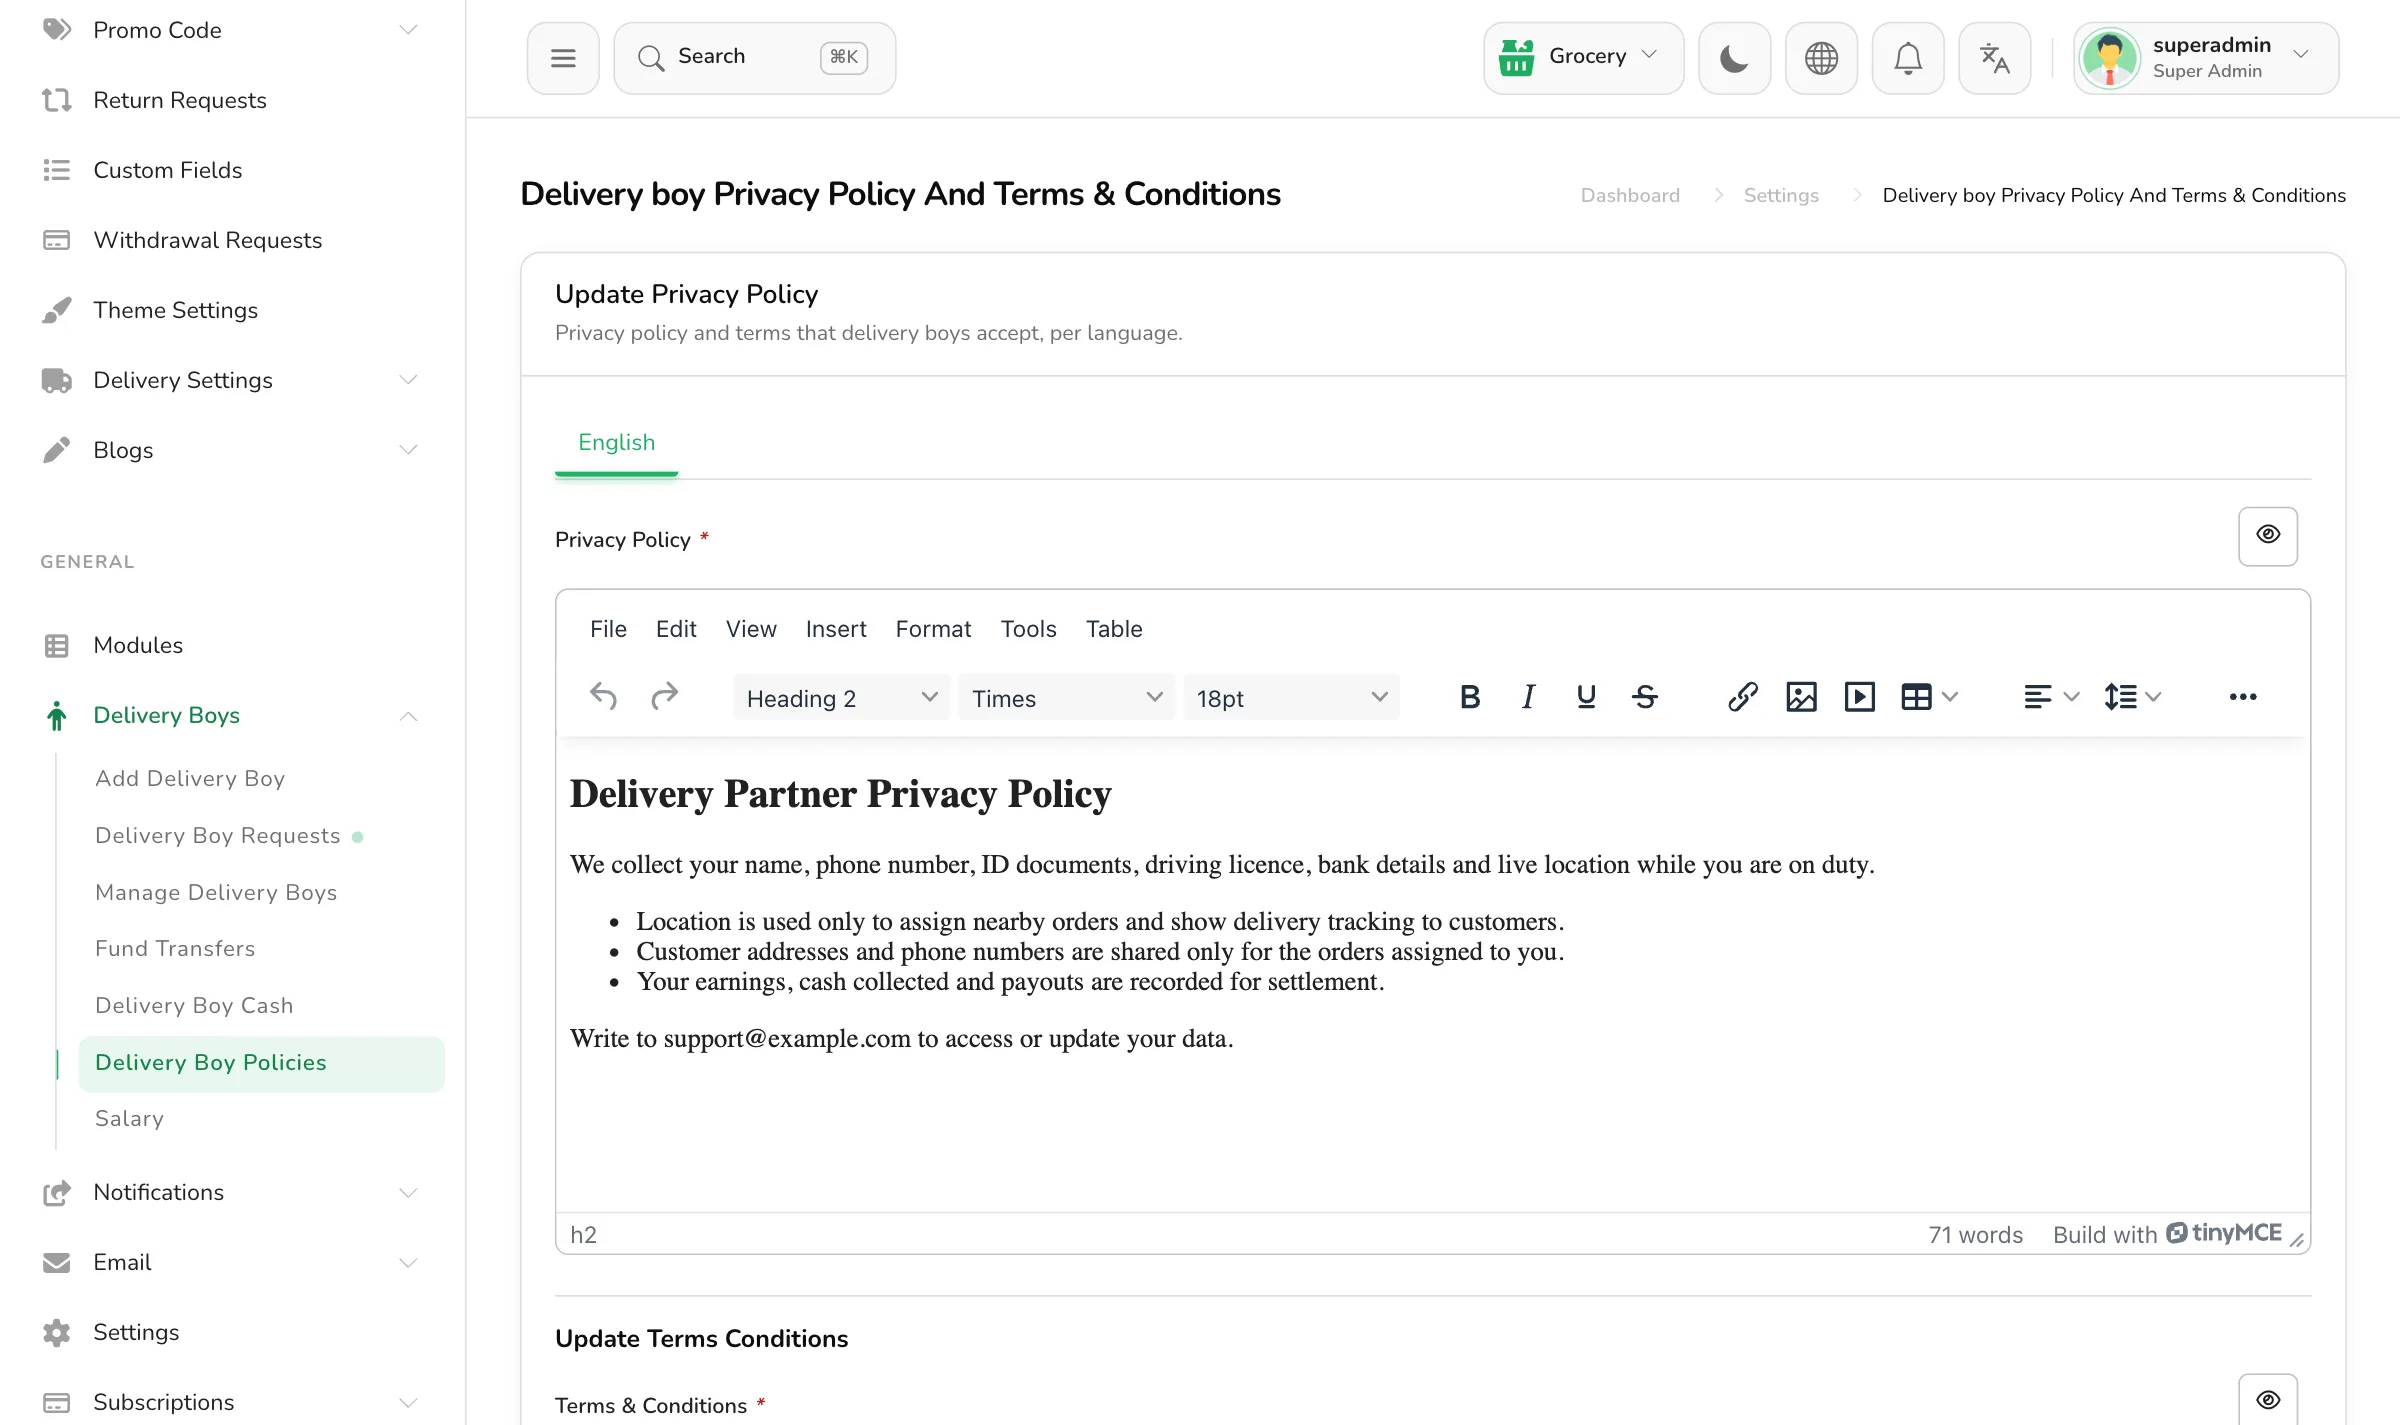 Promo Code
Return Requests
Custom Fields
Withdrawal Requests
Theme Settings
Delivery Settings
Blogs
GENERAL
Modules
Delivery Boys
Add Delivery Boy
Delivery Boy Requests
Manage Delivery Boys
Fund Transfers
Delivery Boy Cash
Delivery Boy Policies
Salary
Notifications
Email
Settings
Subscriptions
Search ⌘K
Grocery
superadmin
Super Admin
Delivery boy Privacy Policy And Terms & Conditions
Dashboard Settings Delivery boy Privacy Policy And Terms & Conditions
Update Privacy Policy
Privacy policy and terms that delivery boys accept, per language.
English
Privacy Policy *
File Edit View Insert Format Tools Table
Heading 2 Times 18pt B I U S
Delivery Partner Privacy Policy
We collect your name, phone number, ID documents, driving licence, bank details and live location while you are on duty.
• Location is used only to assign nearby orders and show delivery tracking to customers.
• Customer addresses and phone numbers are shared only for the orders assigned to you.
• Your earnings, cash collected and payouts are recorded for settlement.
Write to support@example.com to access or update your data.
h2 71 words Build with tinyMCE
Update Terms Conditions
Terms & Conditions *